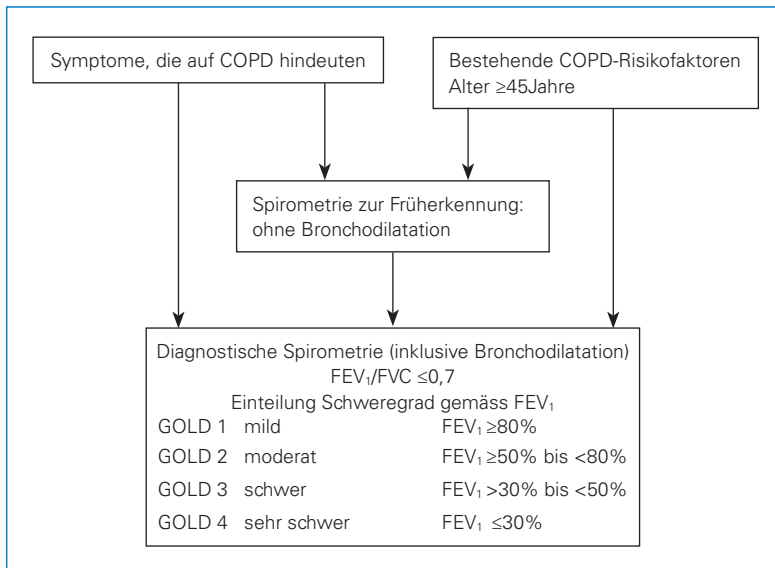 Symptome, die auf COPD hindeuten
Bestehende COPD-Risikofaktoren
Alter ≥45Jahre
Spirometrie zur Früherkennung:
ohne Bronchodilatation
Diagnostische Spirometrie (inklusive Bronchodilatation)
FEV₁/FVC ≤0,7
Einteilung Schweregrad gemäss FEV₁
GOLD 1 mild FEV₁ ≥80%
GOLD 2 moderat FEV₁ ≥50% bis <80%
GOLD 3 schwer FEV₁ >30% bis <50%
GOLD 4 sehr schwer FEV₁ ≤30%